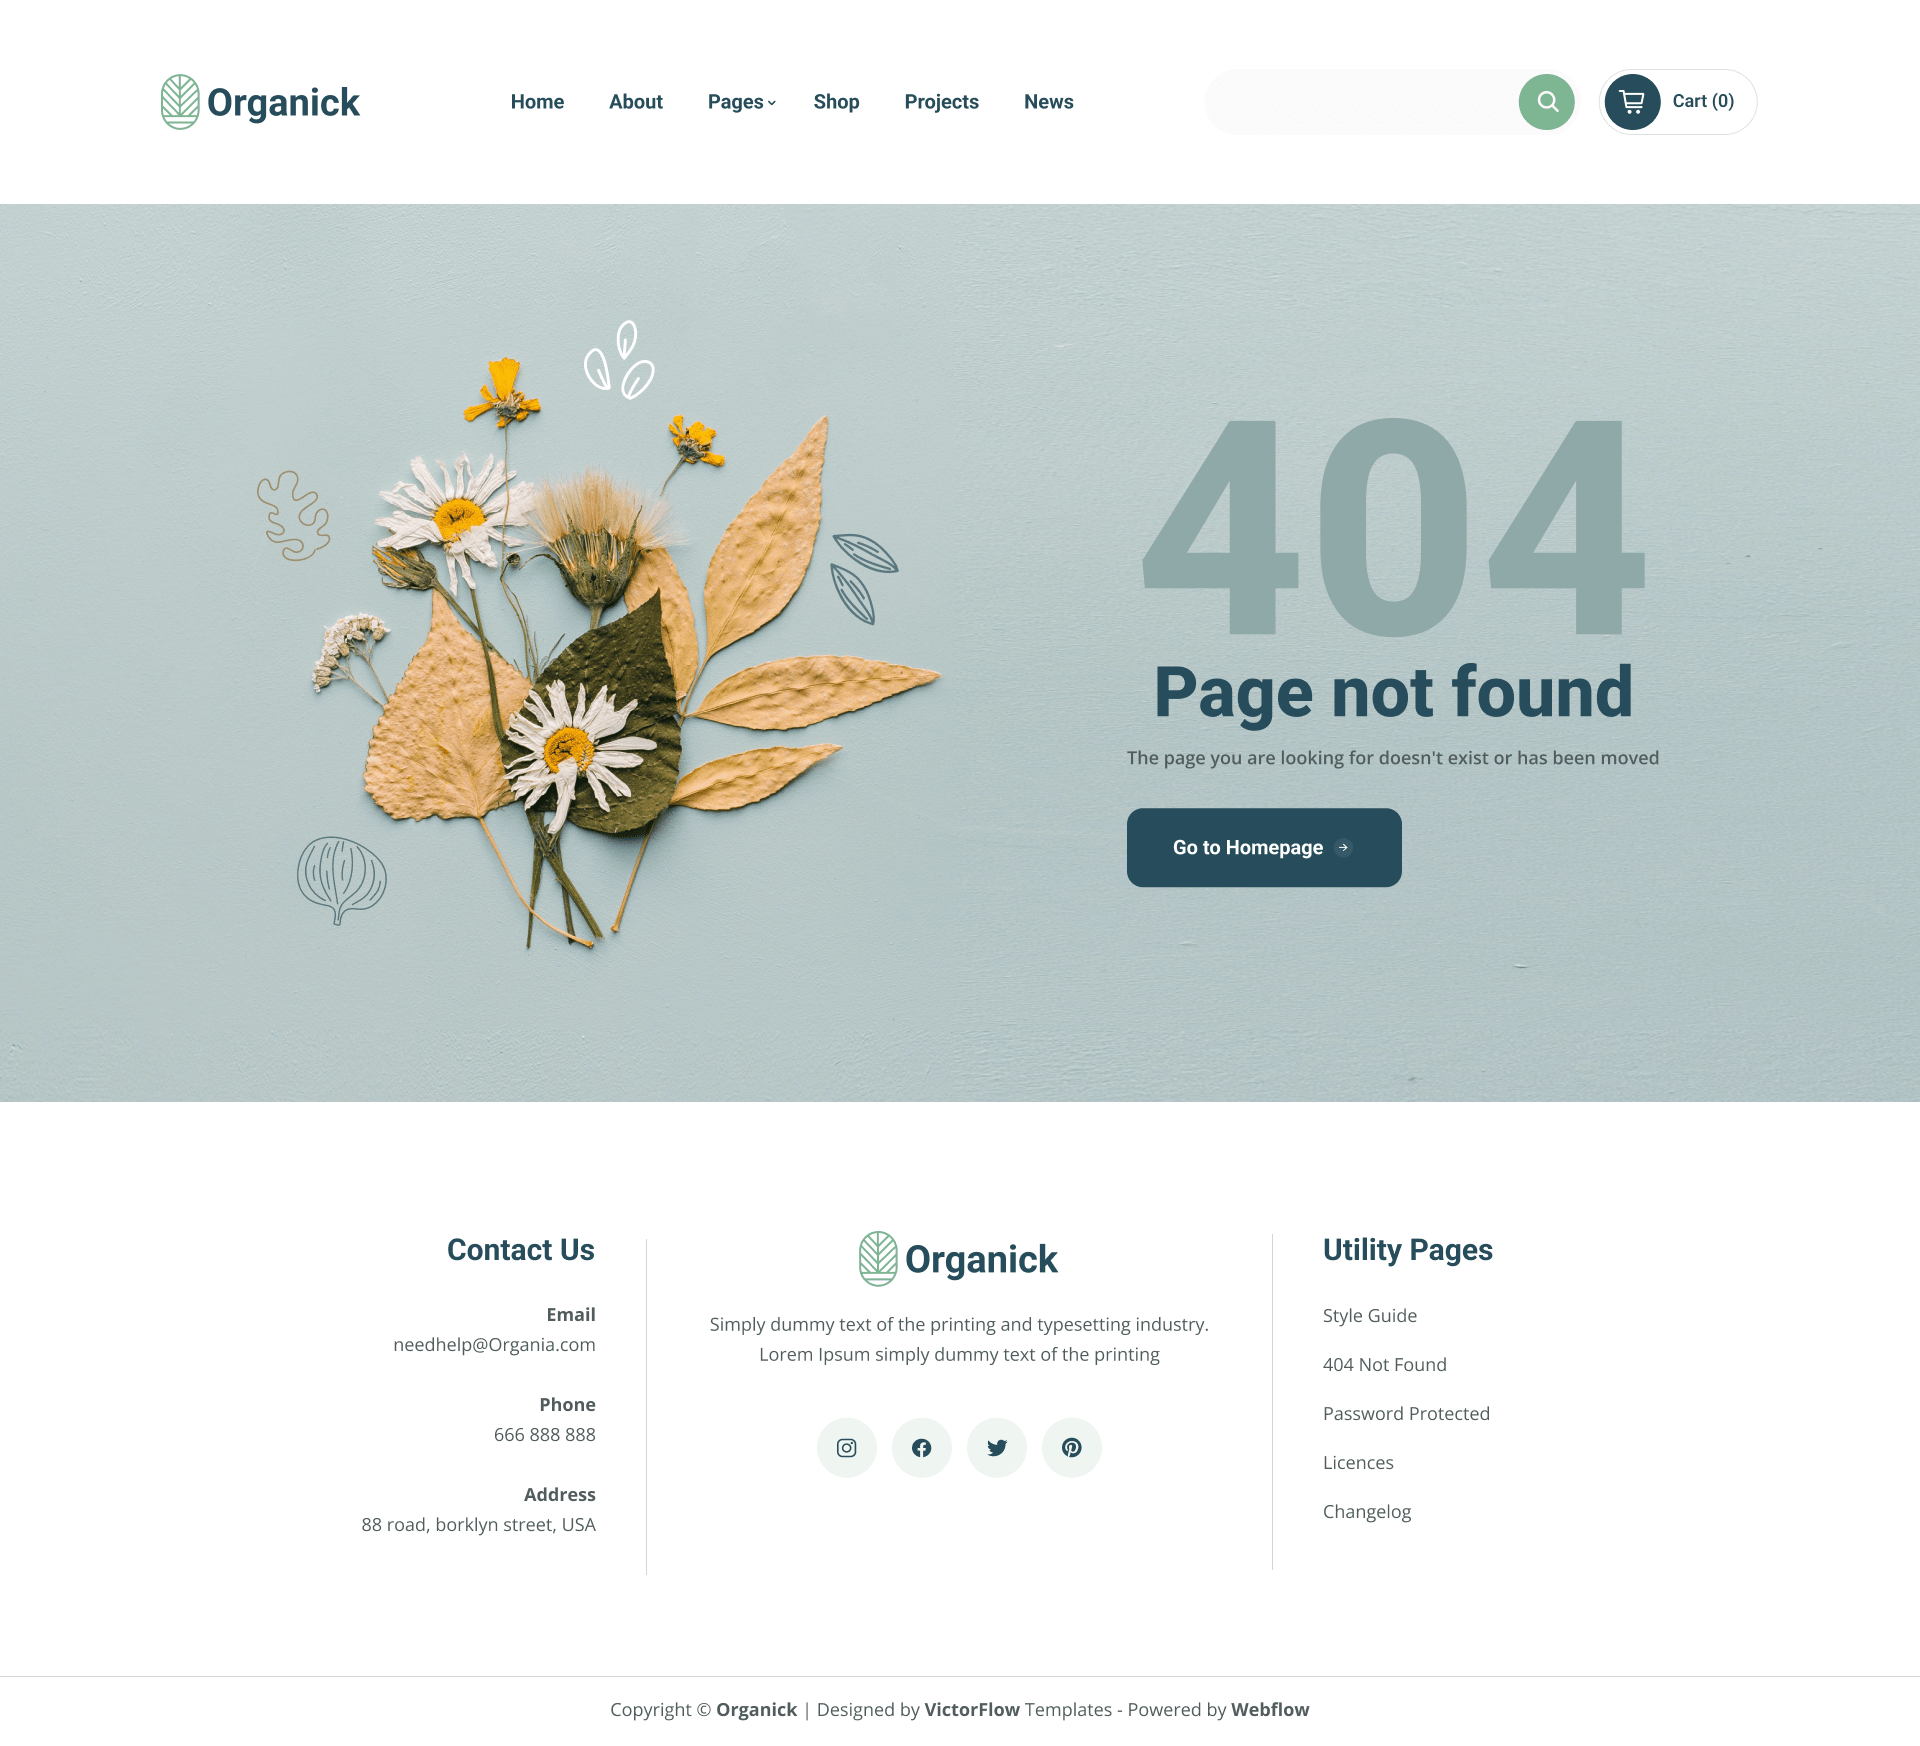 Organick
Home About Pages Shop Projects News
Cart (0)
404
Page not found
The page you are looking for doesn't exist or has been moved
Go to Homepage
Contact Us
Email
needhelp@Organia.com
Phone
666 888 888
Address
88 road, borklyn street, USA
Organick
Simply dummy text of the printing and typesetting industry.
Lorem Ipsum simply dummy text of the printing
Utility Pages
Style Guide
404 Not Found
Password Protected
Licences
Changelog
Copyright © Organick | Designed by VictorFlow Templates - Powered by Webflow